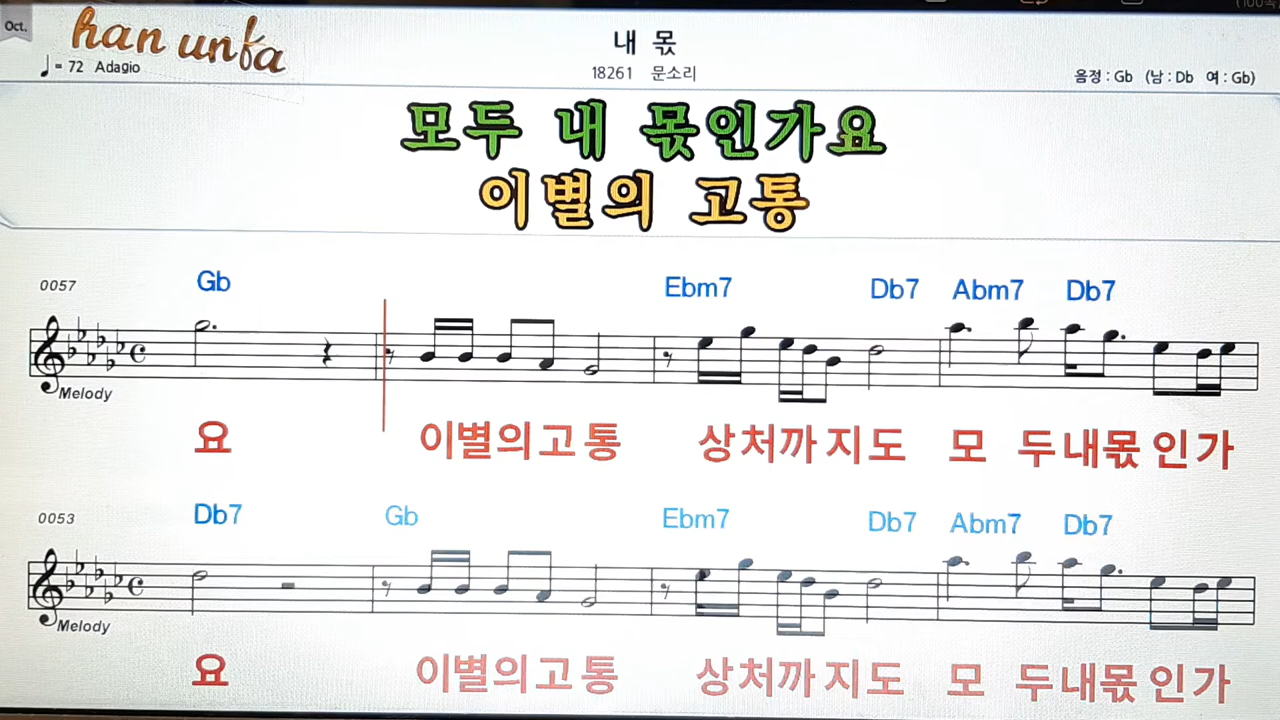 (100곡
Oct.
han unfa
내 몫
♩= 72 Adagio
18261 문소리
음정 : Gb (남 : Db 여 : Gb)
모두 내 몫인가요
이별의 고통
0057
Gb Ebm7 Db7 Abm7 Db7
Melody
요 이별의고통 상처까지도 모 두내몫인가
0053
Db7 Gb Ebm7 Db7 Abm7 Db7
Melody
요 이별의고통 상처까지도 모 두내몫인가